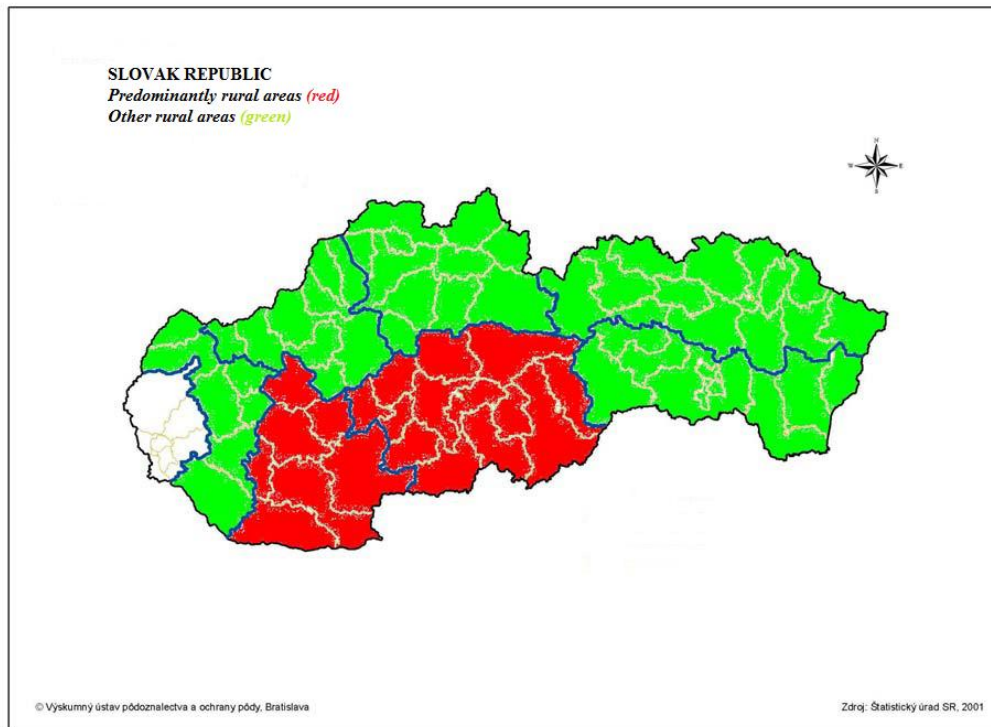 SLOVAK REPUBLIC
Predominantly rural areas (red)
Other rural areas (green)
N
W E
S
© Výskumný ústav pôdoznalectva a ochrany pôdy, Bratislava
Zdroj: Štatistický úrad SR, 2001